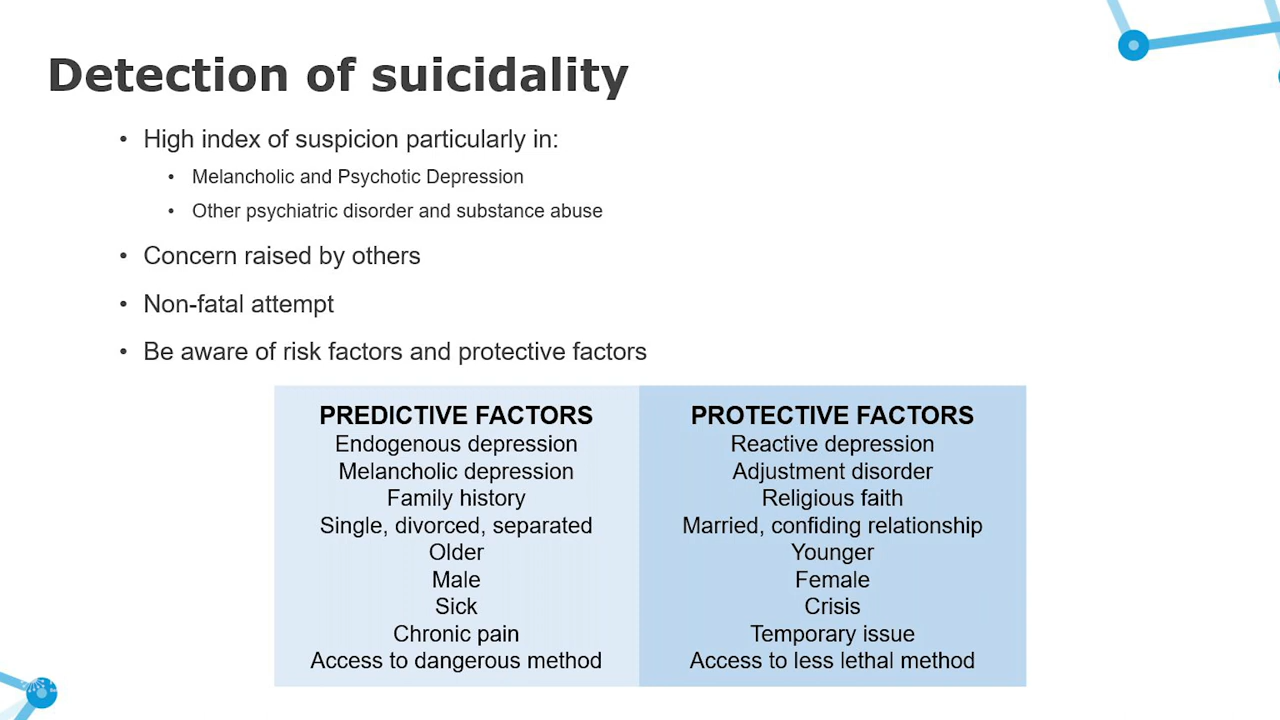 Detection of suicidality
• High index of suspicion particularly in:
• Melancholic and Psychotic Depression
• Other psychiatric disorder and substance abuse
• Concern raised by others
• Non-fatal attempt
• Be aware of risk factors and protective factors
PREDICTIVE FACTORS
Endogenous depression
Melancholic depression
Family history
Single, divorced, separated
Older
Male
Sick
Chronic pain
Access to dangerous method
PROTECTIVE FACTORS
Reactive depression
Adjustment disorder
Religious faith
Married, confiding relationship
Younger
Female
Crisis
Temporary issue
Access to less lethal method